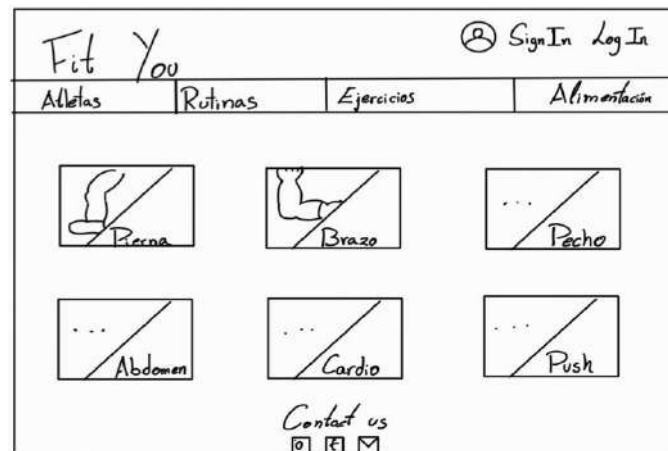 Fit You
Sign In Log In
Atletas Rutinas Ejercicios Alimentación
Pierna Brazo ... Pecho
... Abdomen ... Cardio ... Push
Contact us